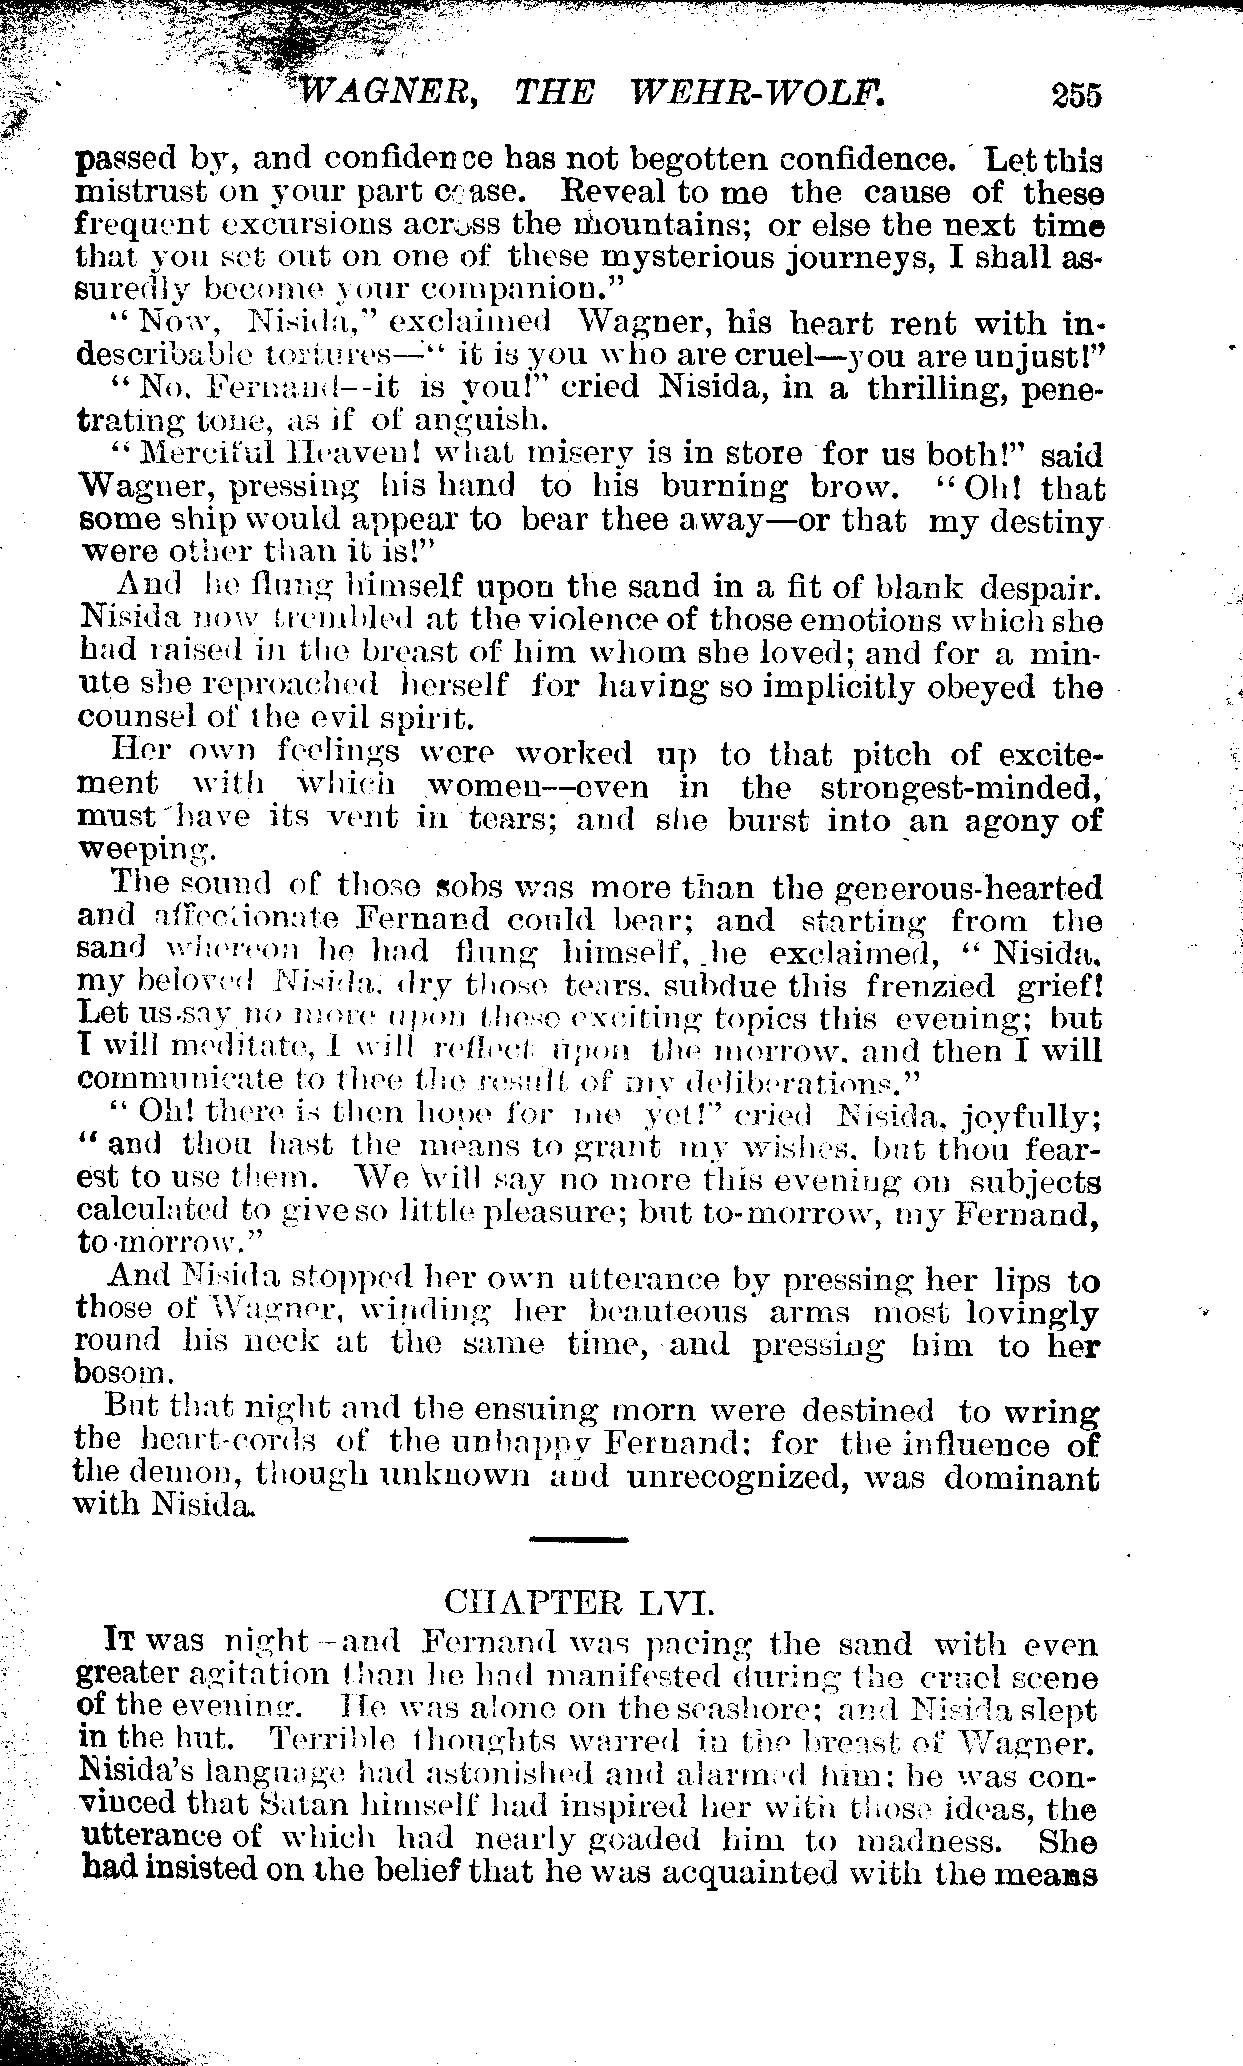 WAGNER, THE WEHR-WOLF. 255
passed by, and confidence has not begotten confidence. Let this
mistrust on your part cease. Reveal to me the cause of these
frequent excursions across the mountains; or else the next time
that you set out on one of these mysterious journeys, I shall as-
suredly become your companion."
"Now, Nisida," exclaimed Wagner, his heart rent with in-
describable tortures—"it is you who are cruel—you are unjust!"
"No, Fernand--it is you!" cried Nisida, in a thrilling, pene-
trating tone, as if of anguish.
"Merciful Heaven! what misery is in store for us both!" said
Wagner, pressing his hand to his burning brow. "Oh! that
some ship would appear to bear thee away—or that my destiny
were other than it is!"
And he flung himself upon the sand in a fit of blank despair.
Nisida now trembled at the violence of those emotions which she
had raised in the breast of him whom she loved; and for a min-
ute she reproached herself for having so implicitly obeyed the
counsel of the evil spirit.
Her own feelings were worked up to that pitch of excite-
ment with which women--even in the strongest-minded,
must have its vent in tears; and she burst into an agony of
weeping.
The sound of those sobs was more than the generous-hearted
and affectionate Fernand could bear; and starting from the
sand whereon he had flung himself, he exclaimed, "Nisida,
my beloved Nisida, dry those tears, subdue this frenzied grief!
Let us say no more upon these exciting topics this evening; but
I will meditate, I will reflect upon the morrow, and then I will
communicate to thee the result of my deliberations."
"Oh! there is then hope for me yet!" cried Nisida, joyfully;
"and thou hast the means to grant my wishes, but thou fear-
est to use them. We will say no more this evening on subjects
calculated to give so little pleasure; but to-morrow, my Fernand,
to-morrow."
And Nisida stopped her own utterance by pressing her lips to
those of Wagner, winding her beauteous arms most lovingly
round his neck at the same time, and pressing him to her
bosom.
But that night and the ensuing morn were destined to wring
the heart-cords of the unhappy Fernand; for the influence of
the demon, though unknown and unrecognized, was dominant
with Nisida.
CHAPTER LVI.
IT was night--and Fernand was pacing the sand with even
greater agitation than he had manifested during the cruel scene
of the evening. He was alone on the seashore; and Nisida slept
in the hut. Terrible thoughts warred in the breast of Wagner.
Nisida's language had astonished and alarmed him; he was con-
vinced that Satan himself had inspired her with those ideas, the
utterance of which had nearly goaded him to madness. She
had insisted on the belief that he was acquainted with the means